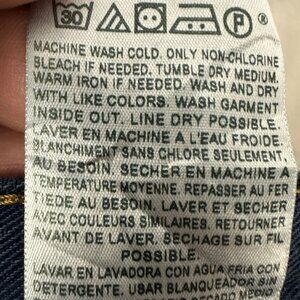 30 P ®
MACHINE WASH COLD. ONLY NON-CHLORINE
BLEACH IF NEEDED. TUMBLE DRY MEDIUM.
WARM IRON IF NEEDED. WASH AND DRY
WITH LIKE COLORS. WASH GARMENT
INSIDE OUT. LINE DRY POSSIBLE.
LAVER EN MACHINE A L'EAU FROIDE.
BLANCHIMENT SANS CHLORE SEULEMENT,
AU BESOIN. SECHER EN MACHINE A
TEMPERATURE MOYENNE. REPASSER AU FER
TIEDE AU BESOIN. LAVER ET SECHER
AVEC COULEURS SIMILAIRES. RETOURNER
AVANT DE LAVER. SECHAGE SUR FIL
POSSIBLE.
LAVAR EN LAVADORA CON AGUA FRIA CON
DETERGENTE. USAR BLANQUEADOR SIN